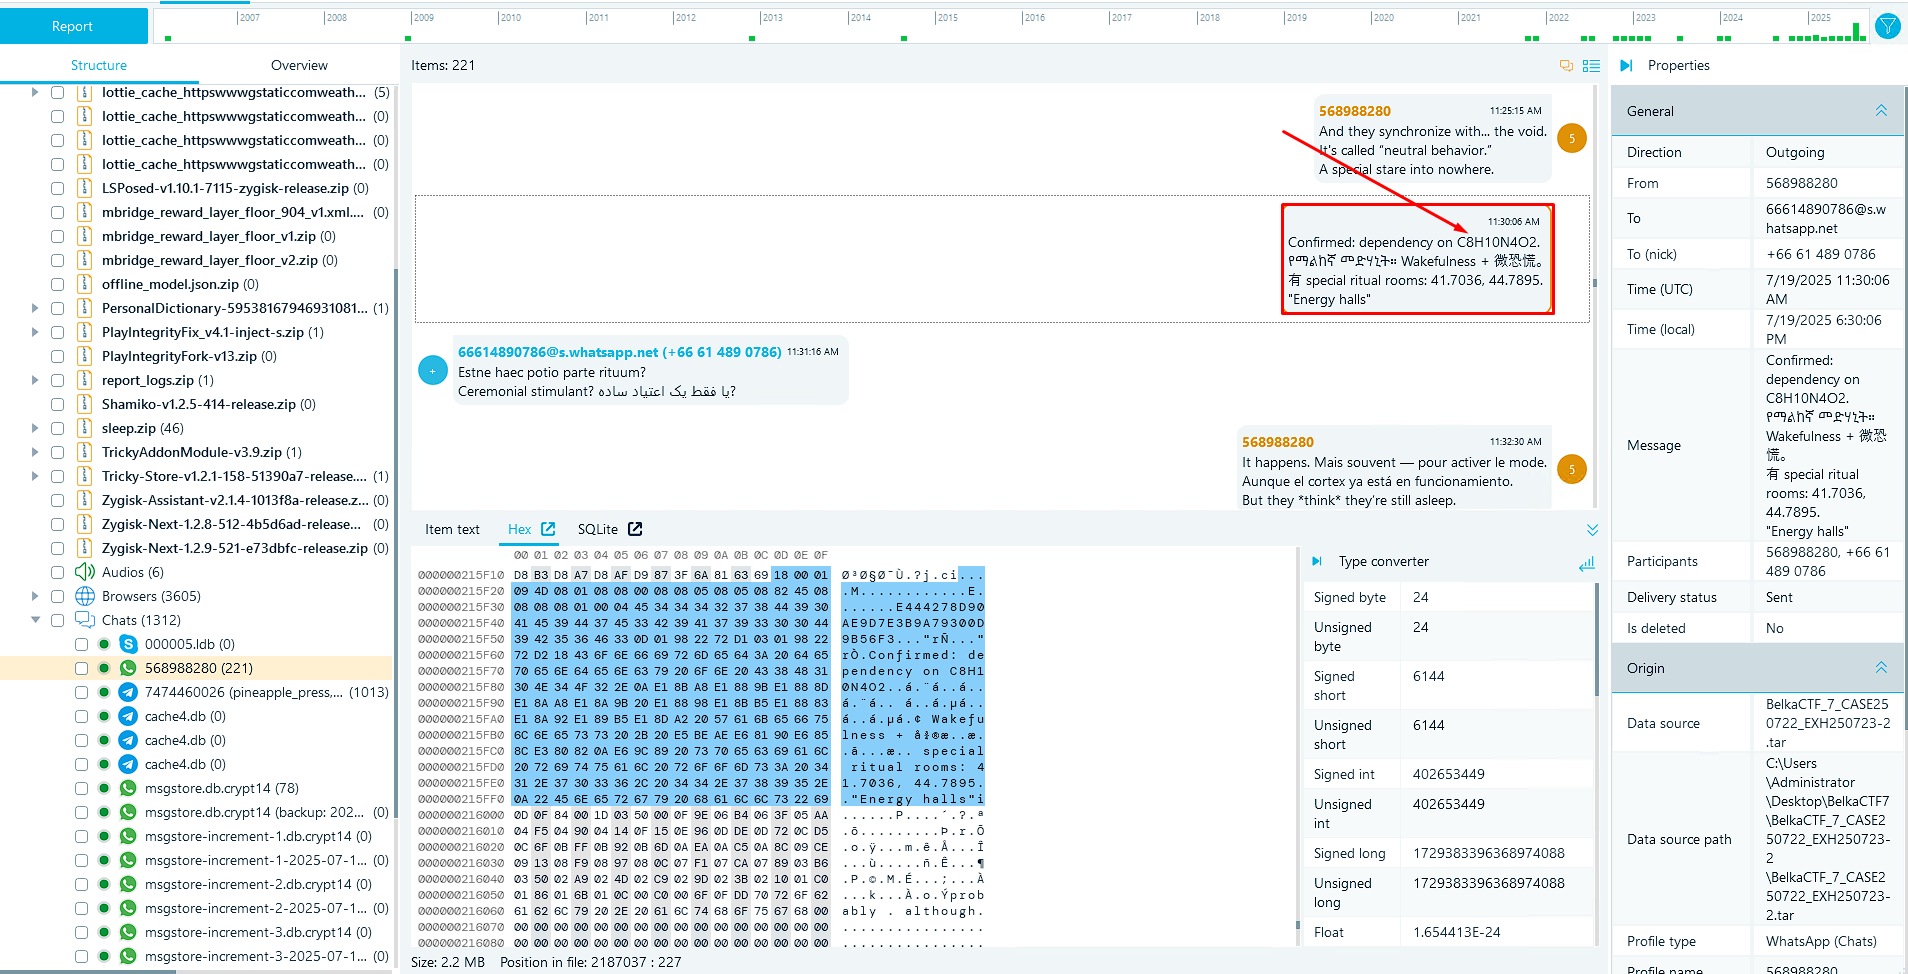 2007 2008 2009 2010 2011 2012 2013 2014 2015 2016 2017 2018 2019 2020 2021 2022 2023 2024 2025
Report
Structure Overview
lottie_cache_httpswwwgstaticcomweath... (5)
lottie_cache_httpswwwgstaticcomweath... (0)
lottie_cache_httpswwwgstaticcomweath... (0)
lottie_cache_httpswwwgstaticcomweath... (0)
LSPosed-v1.10.1-7115-zygisk-release.zip (0)
mbridge_reward_layer_floor_904_v1.xml.... (0)
mbridge_reward_layer_floor_v1.zip (0)
mbridge_reward_layer_floor_v2.zip (0)
offline_model.json.zip (0)
PersonalDictionary-59538167946931081... (1)
PlayIntegrityFix_v4.1-inject-s.zip (1)
PlayIntegrityFork-v13.zip (0)
report_logs.zip (1)
Shamiko-v1.2.5-414-release.zip (0)
sleep.zip (46)
TrickyAddonModule-v3.9.zip (1)
Tricky-Store-v1.2.1-158-51390a7-release.... (1)
Zygisk-Assistant-v2.1.4-1013f8a-release.z... (0)
Zygisk-Next-1.2.8-512-4b5d6ad-release... (0)
Zygisk-Next-1.2.9-521-e73dbfc-release.zip (0)
Audios (6)
Browsers (3605)
Chats (1312)
000005.ldb (0)
568988280 (221)
7474460026 (pineapple_press,... (1013)
cache4.db (0)
cache4.db (0)
cache4.db (0)
msgstore.db.crypt14 (78)
msgstore.db.crypt14 (backup: 202... (0)
msgstore-increment-1.db.crypt14 (0)
msgstore-increment-1-2025-07-1... (0)
msgstore-increment-2.db.crypt14 (0)
msgstore-increment-2-2025-07-1... (0)
msgstore-increment-3.db.crypt14 (0)
msgstore-increment-3-2025-07-1... (0)
Items: 221
568988280 11:25:15 AM
And they synchronize with... the void.
It's called “neutral behavior.”
A special stare into nowhere.
5
11:30:06 AM
Confirmed: dependency on C8H10N4O2.
የማልከኛ መድሃኒት። Wakefulness + 微恐慌。
有 special ritual rooms: 41.7036, 44.7895.
"Energy halls"
+
66614890786@s.whatsapp.net (+66 61 489 0786) 11:31:16 AM
Estne haec potio parte rituum?
Ceremonial stimulant? یا فقط یک اعتیاد ساده?
568988280 11:32:30 AM
It happens. Mais souvent — pour activer le mode.
Aunque el cortex ya está en funcionamiento.
But they *think* they're still asleep.
5
Item text Hex SQLite
00 01 02 03 04 05 06 07 08 09 0A 0B 0C 0D 0E 0F
000000215F10 D8 B3 D8 A7 D8 AF D9 87 3F 6A 81 63 69 18 00 01 Ø³Ø§Ø¯Ù.?j.ci...
000000215F20 09 4D 08 01 08 08 00 08 08 05 08 05 08 82 45 08 .M............E.
000000215F30 08 08 08 01 00 04 45 34 34 34 32 37 38 44 39 30 ......E444278D90
000000215F40 41 45 39 44 37 45 33 42 39 41 37 39 33 30 30 44 AE9D7E3B9A79300D
000000215F50 39 42 35 36 46 33 0D 01 98 22 72 D1 03 01 98 22 9B56F3..."rÑ..."
000000215F60 72 D2 18 43 6F 6E 66 69 72 6D 65 64 3A 20 64 65 rÒ.Confirmed: de
000000215F70 70 65 6E 64 65 6E 63 79 20 6F 6E 20 43 38 48 31 pendency on C8H1
000000215F80 30 4E 34 4F 32 2E 0A E1 8B A8 E1 88 9B E1 88 8D 0N4O2..á.¨á..á..
000000215F90 E1 8A A8 E1 8A 9B 20 E1 88 98 E1 8B B5 E1 88 83 á.¨á.. á..á.µá..
000000215FA0 E1 8A 92 E1 89 B5 E1 8D A2 20 57 61 6B 65 66 75 á..á.µá.¢ Wakefu
000000215FB0 6C 6E 65 73 73 20 2B 20 E5 BE AE E6 81 90 E6 85 lness + å¾®æ..æ.
000000215FC0 8C E3 80 82 0A E6 9C 89 20 73 70 65 63 69 61 6C .ã...æ.. special
000000215FD0 20 72 69 74 75 61 6C 20 72 6F 6F 6D 73 3A 20 34 ritual rooms: 4
000000215FE0 31 2E 37 30 33 36 2C 20 34 34 2E 37 38 39 35 2E 1.7036, 44.7895.
000000215FF0 0A 22 45 6E 65 72 67 79 20 68 61 6C 6C 73 22 69 ."Energy halls"i
000000216000 0D 0F 84 00 1D 03 50 00 0F 9E 06 B4 06 3F 05 AA ......P....´.?.ª
000000216010 04 F5 04 90 04 14 0F 15 0E 96 0D DE 0D 72 0C D5 .õ.........Þ.r.Õ
000000216020 0C 6F 0B FF 0B 92 0B 6D 0A EA 0A C5 0A 8C 09 CE .o.ÿ...m.ê.Å...Î
000000216030 09 13 08 F9 08 97 08 0C 07 F1 07 CA 07 89 03 B6 ...ù.....ñ.Ê...¶
000000216040 03 50 02 A9 02 4D 02 C9 02 9D 02 3B 02 10 01 C0 .P.©.M.É...;...À
000000216050 01 86 01 6B 01 0C 00 C0 00 6F 0F DD 70 72 6F 62 ...k...À.o.Ýprob
000000216060 61 62 6C 79 20 2E 20 61 6C 74 68 6F 75 67 68 00 ably . although.
000000216070 00 00 00 00 00 00 00 00 00 00 00 00 00 00 00 00 ................
000000216080 00 00 00 00 00 00 00 00 00 00 00 00 00 00 00 00 ................
Size: 2.2 MB Position in file: 2187037 : 227
Type converter
Signed byte 24
Unsigned byte 24
Signed short 6144
Unsigned short 6144
Signed int 402653449
Unsigned int 402653449
Signed long 1729383396368974088
Unsigned long 1729383396368974088
Float 1.654413E-24
Properties
General
Direction Outgoing
From 568988280
To 66614890786@s.whatsapp.net
To (nick) +66 61 489 0786
Time (UTC) 7/19/2025 11:30:06 AM
Time (local) 7/19/2025 6:30:06 PM
Message
Confirmed:
dependency on
C8H10N4O2.
የማልከኛ መድሃኒት።
Wakefulness + 微恐
慌。
有 special ritual
rooms: 41.7036,
44.7895.
"Energy halls"
Participants 568988280, +66 61 489 0786
Delivery status Sent
Is deleted No
Origin
Data source BelkaCTF_7_CASE250722_EXH250723-2.tar
Data source path
C:\Users
\Administrator
\Desktop\BelkaCTF7
\BelkaCTF_7_CASE2
50722_EXH250723-
2
\BelkaCTF_7_CASE2
50722_EXH250723-
2.tar
Profile type WhatsApp (Chats)
Profile name 568988280